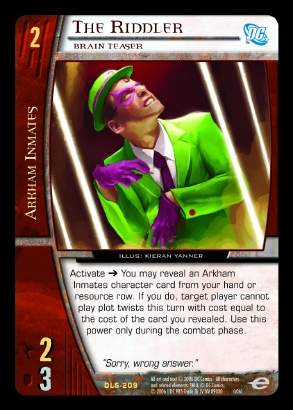 2
THE RIDDLER
BRAIN TEASER
DC
ARKHAM INMATES
ILLUS: KIERAN YANNER
Activate ➔ You may reveal an Arkham
Inmates character card from your hand or
resource row. If you do, target player cannot
play plot twists this turn with cost equal to
the cost of the card you revealed. Use this
power only during the combat phase.
2
3
"Sorry, wrong answer."
DLS-209